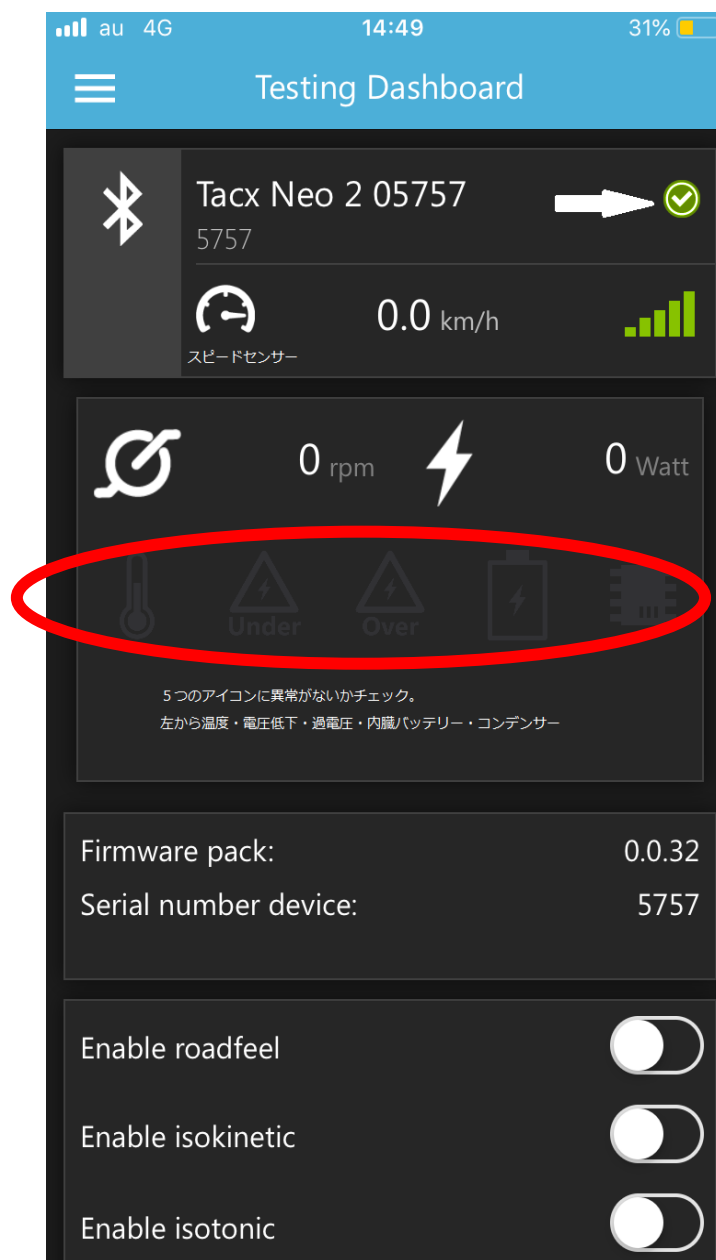 au 4G 14:49 31%
Testing Dashboard
Tacx Neo 2 05757
5757
0.0 km/h
スピードセンサー
0 rpm 0 Watt
Under Over
５つのアイコンに異常がないかチェック。
左から温度・電圧低下・過電圧・内臓バッテリー・コンデンサー
Firmware pack: 0.0.32
Serial number device: 5757
Enable roadfeel
Enable isokinetic
Enable isotonic